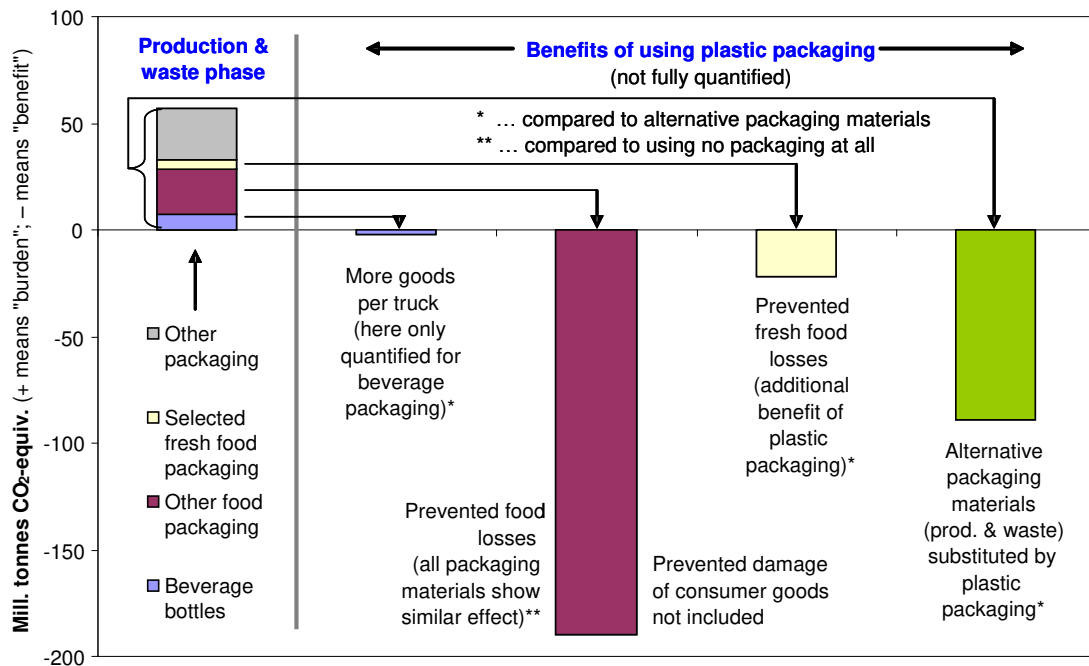 Mill. tonnes CO2-equiv. (+ means "burden"; – means "benefit")
100
50
0
-50
-100
-150
-200
Production &
waste phase
Benefits of using plastic packaging
(not fully quantified)
* ... compared to alternative packaging materials
** ... compared to using no packaging at all
Other
packaging
Selected
fresh food
packaging
Other food
packaging
Beverage
bottles
More goods
per truck
(here only
quantified for
beverage
packaging)*
Prevented food
losses
(all packaging
materials show
similar effect)**
Prevented damage
of consumer goods
not included
Prevented
fresh food
losses
(additional
benefit of
plastic
packaging)*
Alternative
packaging
materials
(prod. & waste)
substituted by
plastic
packaging*